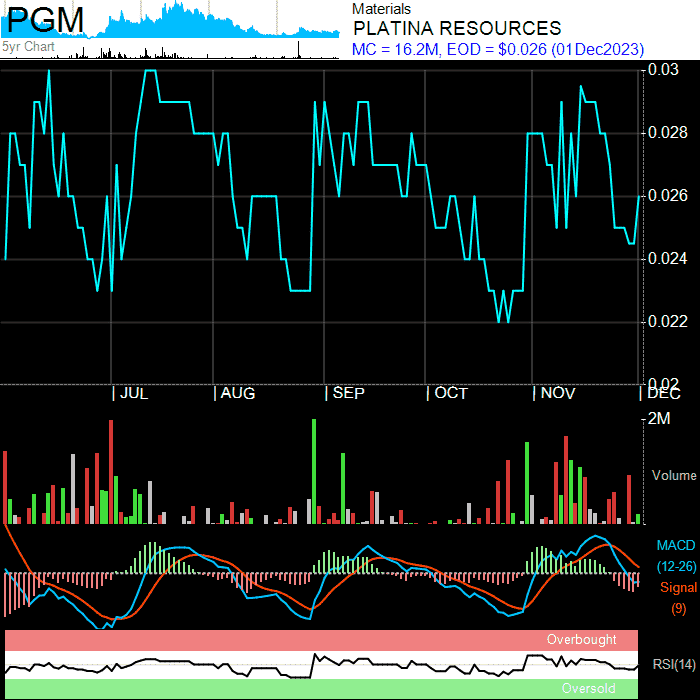 PGM
5yr Chart
Materials
PLATINA RESOURCES
MC = 16.2M, EOD = $0.026 (01Dec2023)
0.03
0.028
0.026
0.024
0.022
0.02
JUL AUG SEP OCT NOV DEC
2M
Volume
MACD
(12-26)
Signal
(9)
Overbought
RSI(14)
Oversold